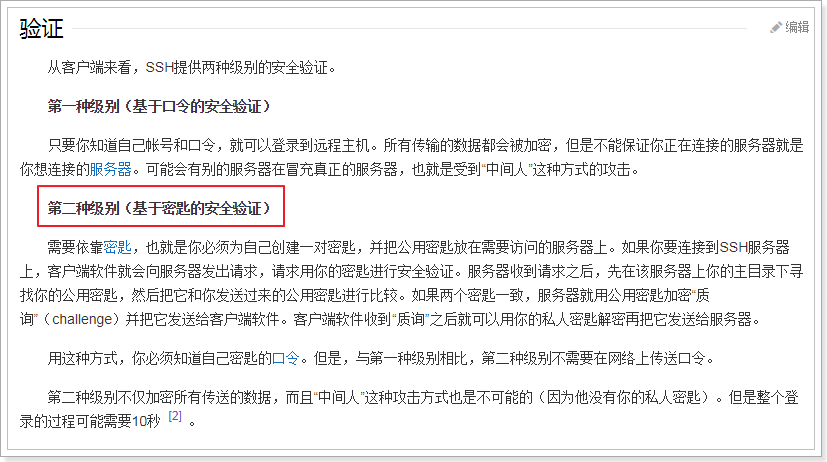 验证
编辑
从客户端来看，SSH提供两种级别的安全验证。
第一种级别（基于口令的安全验证）
只要你知道自己帐号和口令，就可以登录到远程主机。所有传输的数据都会被加密，但是不能保证你正在连接的服务器就是
你想连接的服务器。可能会有别的服务器在冒充真正的服务器，也就是受到“中间人”这种方式的攻击。
第二种级别（基于密匙的安全验证）
需要依靠密匙，也就是你必须为自己创建一对密匙，并把公用密匙放在需要访问的服务器上。如果你要连接到SSH服务器
上，客户端软件就会向服务器发出请求，请求用你的密匙进行安全验证。服务器收到请求之后，先在该服务器上你的主目录下寻
找你的公用密匙，然后把它和你发送过来的公用密匙进行比较。如果两个密匙一致，服务器就用公用密匙加密“质
询”（challenge）并把它发送给客户端软件。客户端软件收到“质询”之后就可以用你的私人密匙解密再把它发送给服务器。
用这种方式，你必须知道自己密匙的口令。但是，与第一种级别相比，第二种级别不需要在网络上传送口令。
第二种级别不仅加密所有传送的数据，而且“中间人”这种攻击方式也是不可能的（因为他没有你的私人密匙）。但是整个登
录的过程可能需要10秒 [2] 。